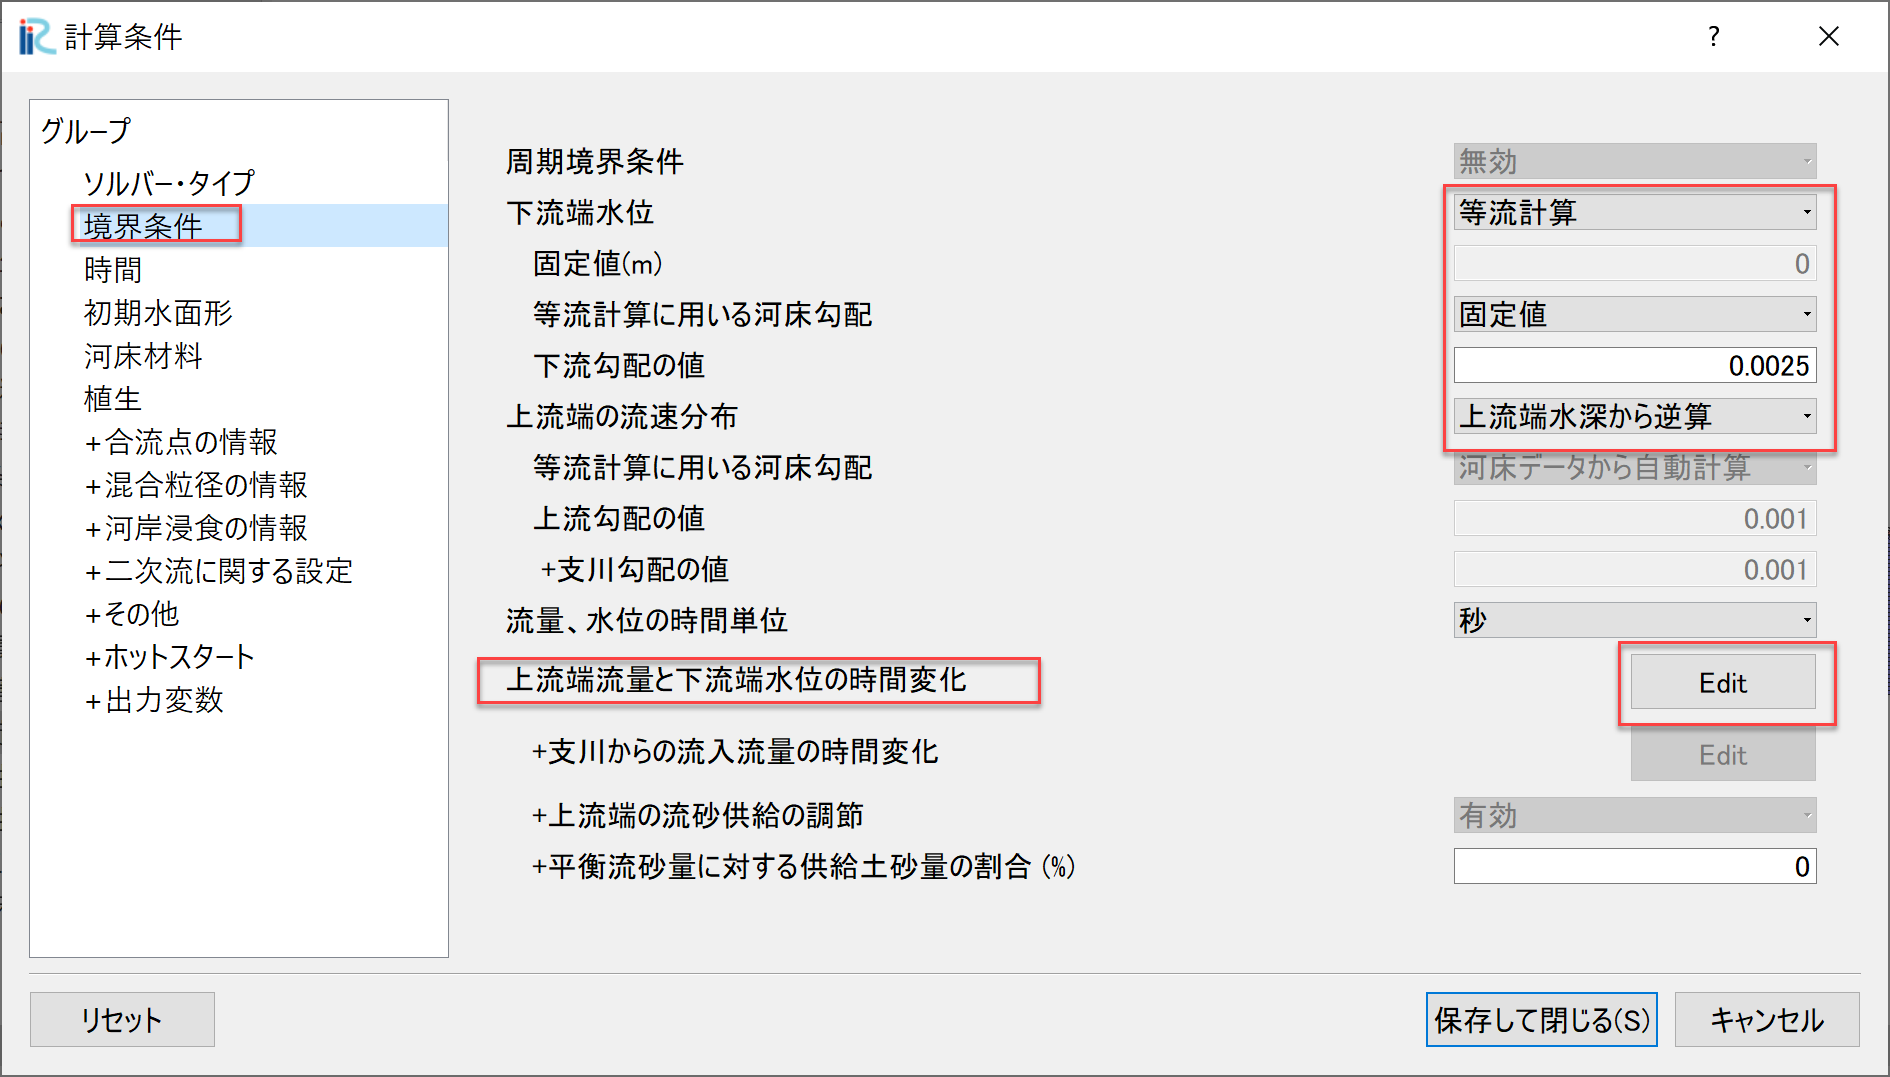 iRC 計算条件
?
グループ
ソルバー・タイプ
境界条件
時間
初期水面形
河床材料
植生
+合流点の情報
+混合粒径の情報
+河岸浸食の情報
+二次流に関する設定
+その他
+ホットスタート
+出力変数
周期境界条件 無効
下流端水位 等流計算
固定値(m) 0
等流計算に用いる河床勾配 固定値
下流勾配の値 0.0025
上流端の流速分布 上流端水深から逆算
等流計算に用いる河床勾配 河床データから自動計算
上流勾配の値 0.001
+支川勾配の値 0.001
流量、水位の時間単位 秒
上流端流量と下流端水位の時間変化 Edit
+支川からの流入流量の時間変化 Edit
+上流端の流砂供給の調節 有効
+平衡流砂量に対する供給土砂量の割合 (%) 0
リセット 保存して閉じる(S) キャンセル